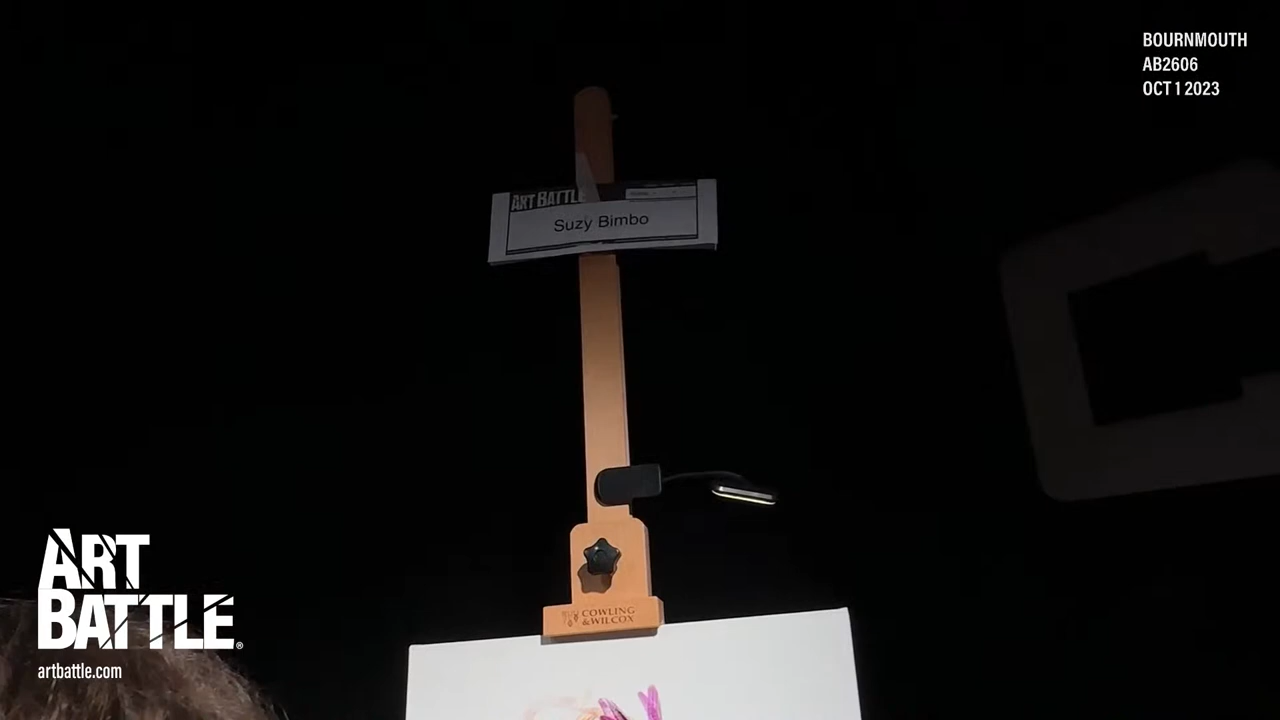 BOURNMOUTH
AB2606
OCT 1 2023
ART BATTLE
Suzy Bimbo
COWLING
&WILCOX
ART
BATTLE®
artbattle.com